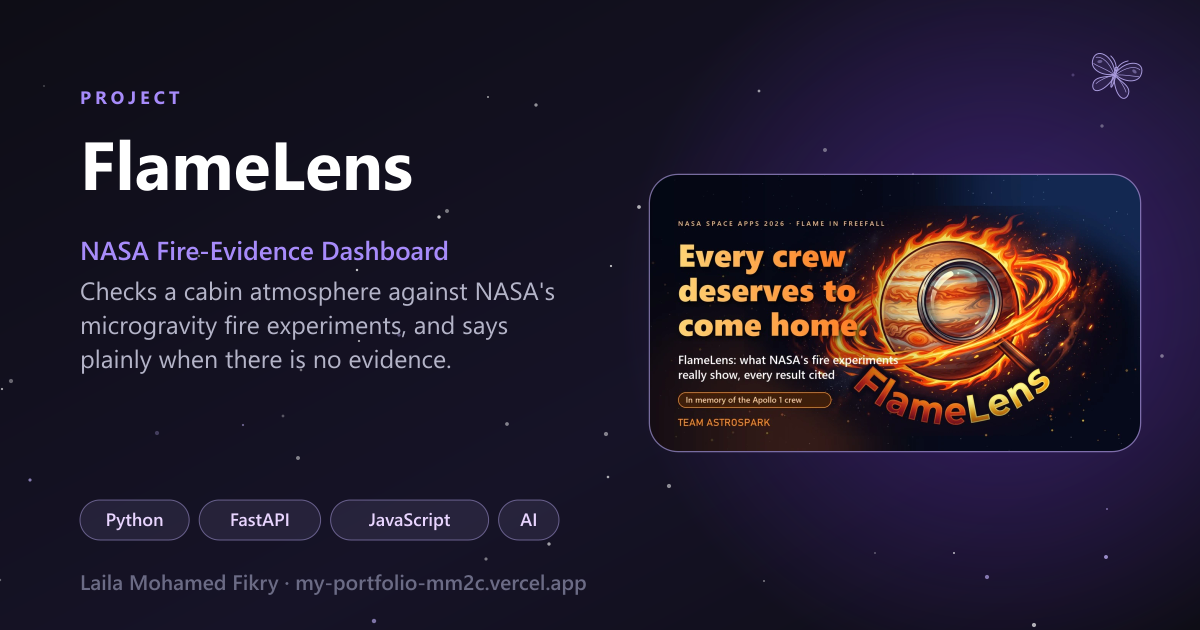 PROJECT
FlameLens
NASA Fire-Evidence Dashboard
Checks a cabin atmosphere against NASA's
microgravity fire experiments, and says
plainly when there is no evidence.
Python
FastAPI
JavaScript
AI
Laila Mohamed Fikry · my-portfolio-mm2c.vercel.app
NASA SPACE APPS 2026 · FLAME IN FREEFALL
Every crew
deserves to
come home.
FlameLens: what NASA's fire experiments
really show, every result cited
In memory of the Apollo 1 crew
TEAM ASTROSPARK
FlameLens